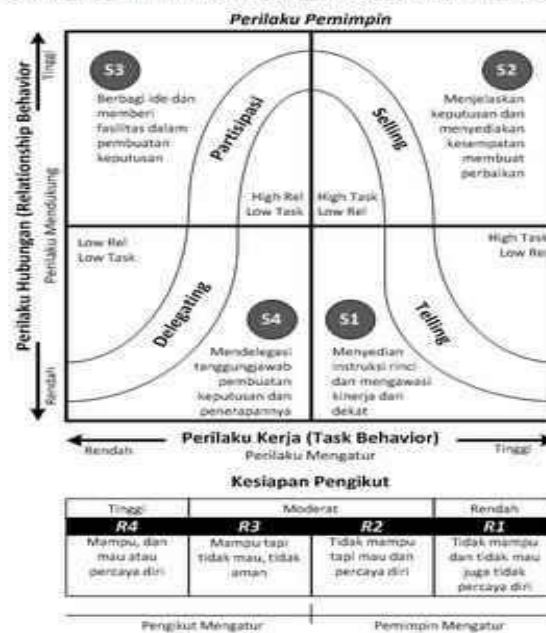 Perilaku Pemimpin
Tinggi
Perilaku Hubungan (Relationship Behavior)
Perilaku Mendukung
Rendah
S3
Berbagi ide dan
memberi
fasilitas dalam
pembuatan
keputusan
Partisipasi
High Rel
Low Task
S2
Menjelaskan
keputusan dan
menyediakan
kesempatan
membuat
perbaikan
Selling
High Task
Low Rel
Low Rel
Low Task
Delegating
S4
Mendelegasi
tanggungjawab
pembuatan
keputusan dan
penerapannya
High Task
Low Rel
S1
Telling
Menyedian
instruksi rinci
dan mengawasi
kinerja dari
dekat
Rendah
Perilaku Kerja (Task Behavior)
Tinggi
Perilaku Mengatur
Kesiapan Pengikut
Tinggi Moderat Rendah
R4 R3 R2 R1
Mampu, dan
mau atau
percaya diri
Mampu tapi
tidak mau, tidak
aman
Tidak mampu
tapi mau dan
percaya diri
Tidak mampu
dan tidak mau
juga tidak
percaya diri
Pengikut Mengatur Pemimpin Mengatur